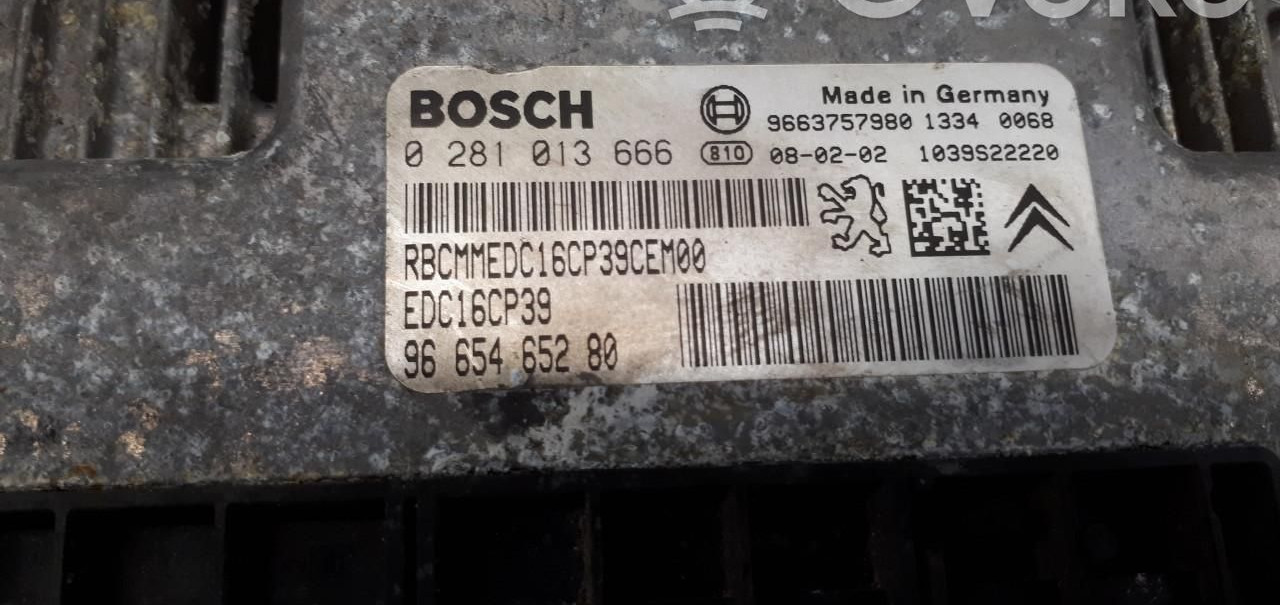 BOSCH
Made in Germany
9663757980 1334 0068
0 281 013 666 810 08-02-02 1039S22220
RBCMMEDC16CP39CEM00
EDC16CP39
96 654 652 80